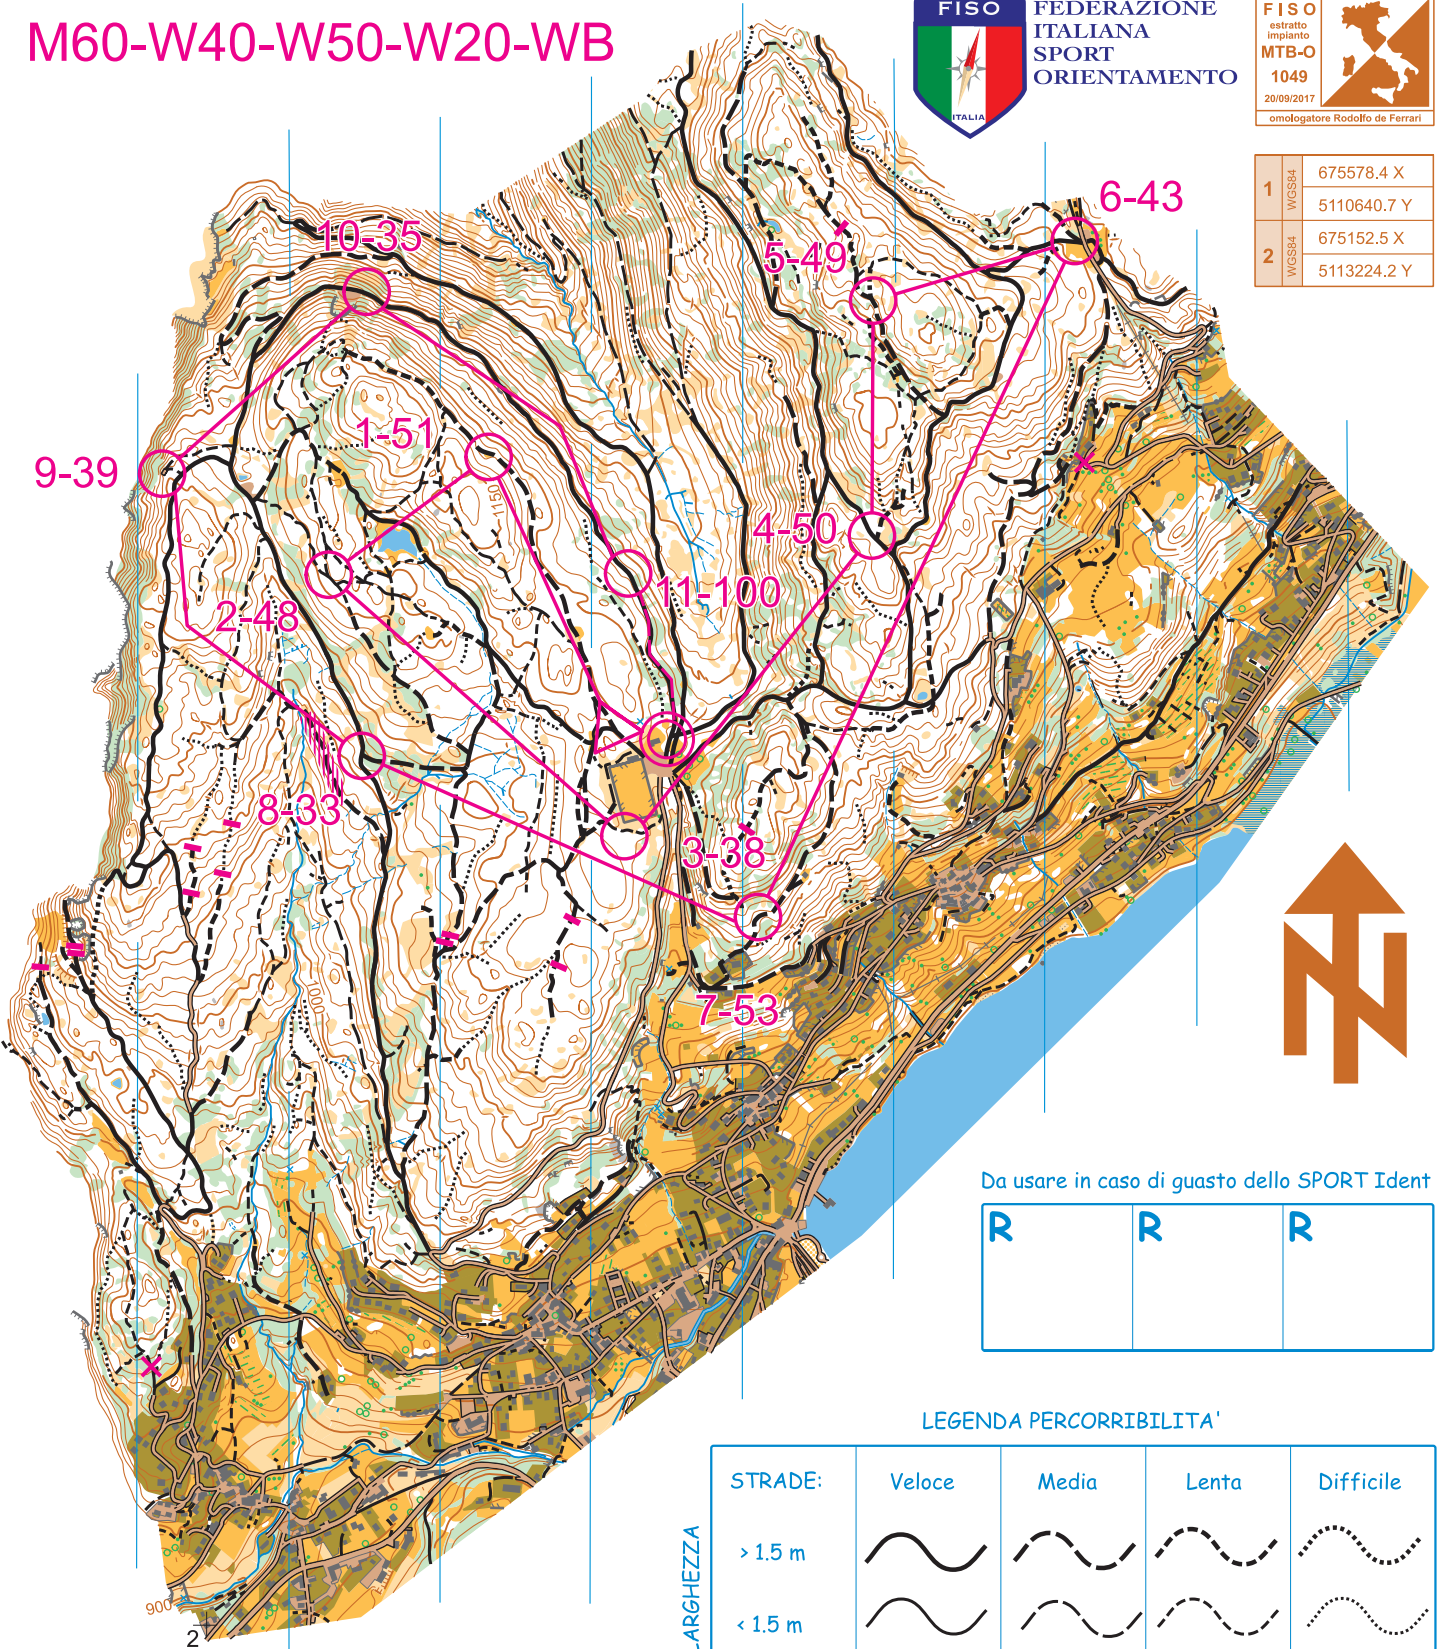 M60-W40-W50-W20-WB
FISO
ITALIA
FEDERAZIONE
ITALIANA
SPORT
ORIENTAMENTO
FISO
estratto
impianto
MTB-O
1049
20/09/2017
omologatore Rodolfo de Ferrari
1 WGS84 675578.4 X
5110640.7 Y
2 WGS84 675152.5 X
5113224.2 Y
6-43
10-35
5-49
1-51
9-39
4-50
1150
11-100
2-48
8-33
3-38
1000
7-53
Da usare in caso di guasto dello SPORT Ident
R R R
LEGENDA PERCORRIBILITA'
STRADE: Veloce Media Lenta Difficile
> 1.5 m
< 1.5 m
LARGHEZZA
900
2